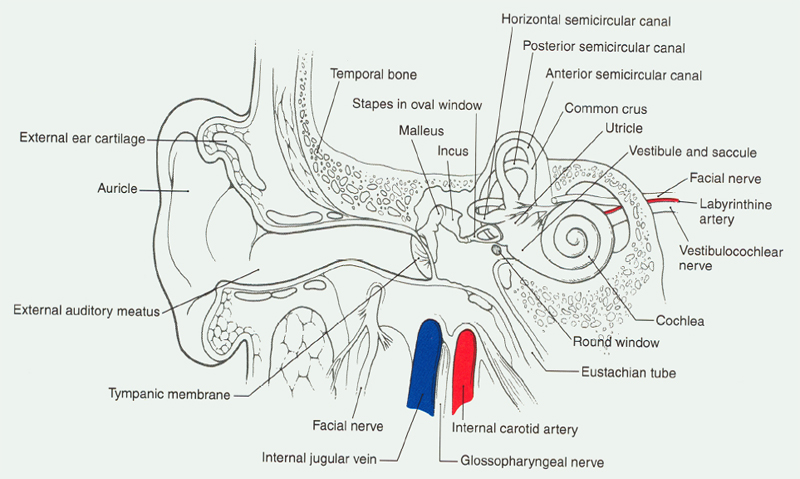 Horizontal semicircular canal
Posterior semicircular canal
Temporal bone
Anterior semicircular canal
Stapes in oval window
Common crus
Malleus
Utricle
External ear cartilage
Incus
Vestibule and saccule
Facial nerve
Auricle
Labyrinthine
artery
Vestibulocochlear
nerve
External auditory meatus
Cochlea
Round window
Eustachian tube
Tympanic membrane
Facial nerve
Internal carotid artery
Internal jugular vein
Glossopharyngeal nerve